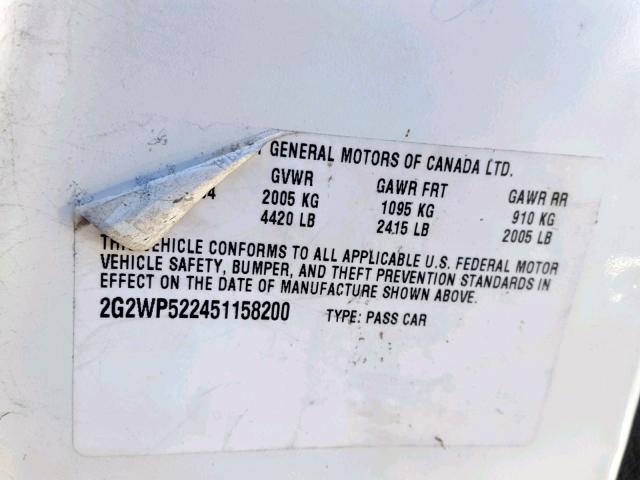 GENERAL MOTORS OF CANADA LTD.
GVWR GAWR FRT GAWR RR
2005 KG 1095 KG 910 KG
4420 LB 2415 LB 2005 LB
VEHICLE CONFORMS TO ALL APPLICABLE U.S. FEDERAL MOTOR
VEHICLE SAFETY, BUMPER, AND THEFT PREVENTION STANDARDS IN
EFFECT ON THE DATE OF MANUFACTURE SHOWN ABOVE.
2G2WP522451158200 TYPE: PASS CAR